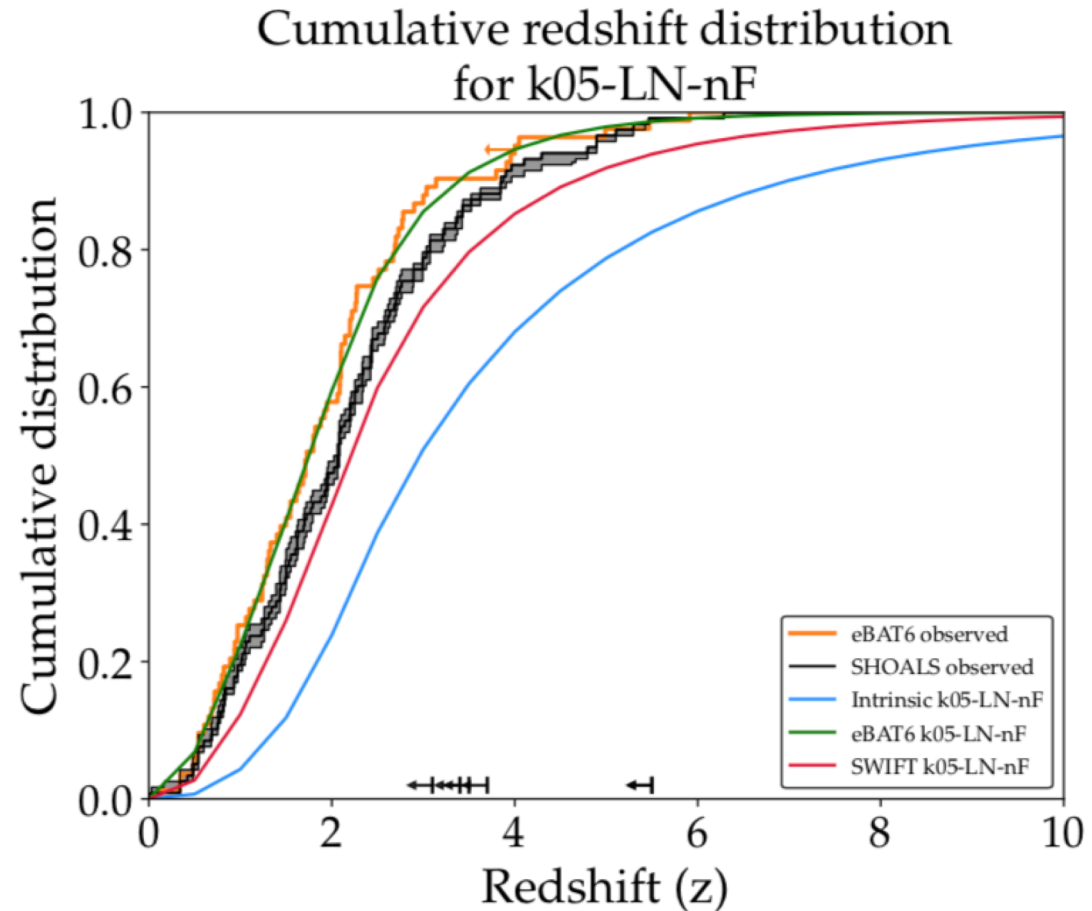 Cumulative redshift distribution
for k05-LN-nF
Cumulative distribution
1.0
0.8
0.6
0.4
0.2
0.0
0 2 4 6 8 10
Redshift (z)
eBAT6 observed
SHOALS observed
Intrinsic k05-LN-nF
eBAT6 k05-LN-nF
SWIFT k05-LN-nF